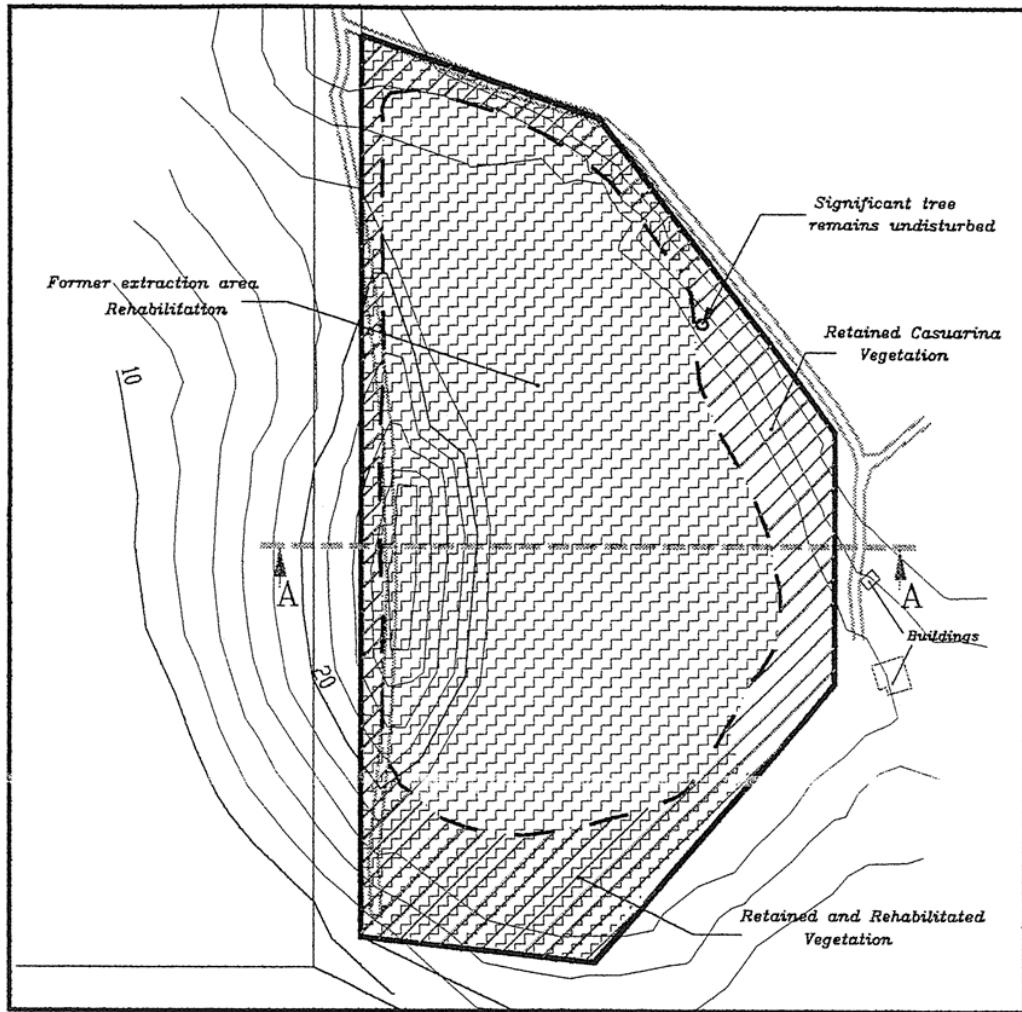 Significant tree
remains undisturbed
Former extraction area
Rehabilitation
Retained Casuarina
Vegetation
10
A
A
Buildings
20
Retained and Rehabilitated
Vegetation